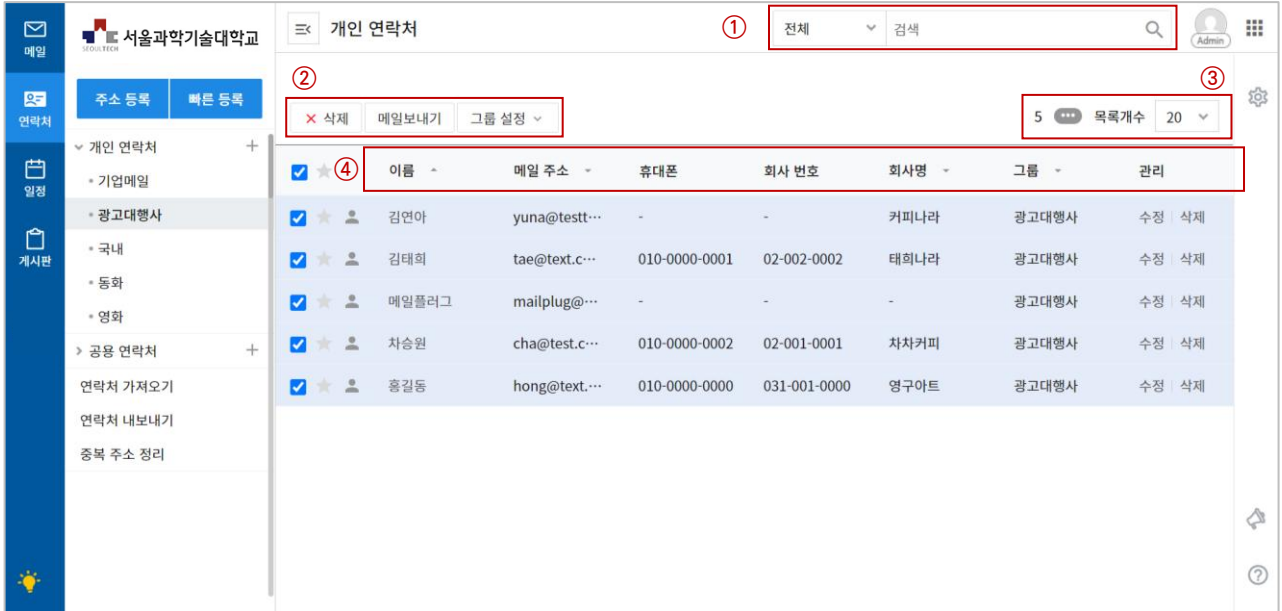 메일
연락처
일정
게시판
SEOULTECH 서울과학기술대학교
주소 등록 빠른 등록
개인 연락처
기업메일
광고대행사
국내
동화
영화
공용 연락처
연락처 가져오기
연락처 내보내기
중복 주소 정리
개인 연락처 ① 전체 검색 Admin
② ③
삭제 메일보내기 그룹 설정 5 목록개수 20
④ 이름 메일 주소 휴대폰 회사 번호 회사명 그룹 관리
김연아 yuna@testt··· - - 커피나라 광고대행사 수정 삭제
김태희 tae@text.c··· 010-0000-0001 02-002-0002 태희나라 광고대행사 수정 삭제
메일플러그 mailplug@··· - - - 광고대행사 수정 삭제
차승원 cha@test.c··· 010-0000-0002 02-001-0001 차차커피 광고대행사 수정 삭제
홍길동 hong@text.··· 010-0000-0000 031-001-0000 영구아트 광고대행사 수정 삭제